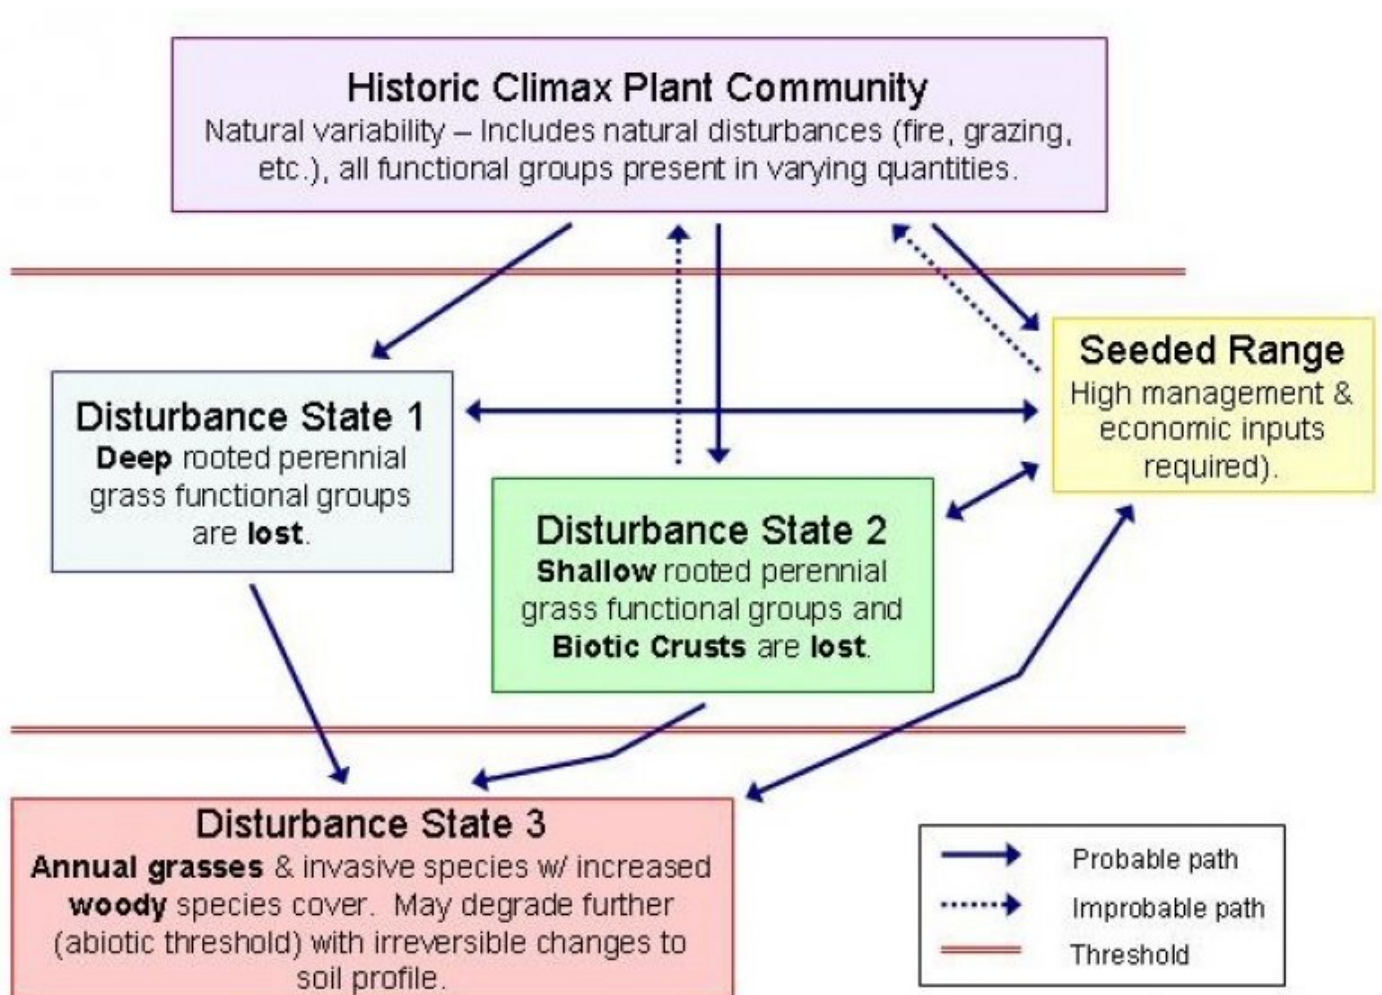 Historic Climax Plant Community
Natural variability – Includes natural disturbances (fire, grazing,
etc.), all functional groups present in varying quantities.
Seeded Range
High management &
economic inputs
required).
Disturbance State 1
Deep rooted perennial
grass functional groups
are lost.
Disturbance State 2
Shallow rooted perennial
grass functional groups and
Biotic Crusts are lost.
Disturbance State 3
Annual grasses & invasive species w/ increased
woody species cover. May degrade further
(abiotic threshold) with irreversible changes to
soil profile.
Probable path
Improbable path
Threshold